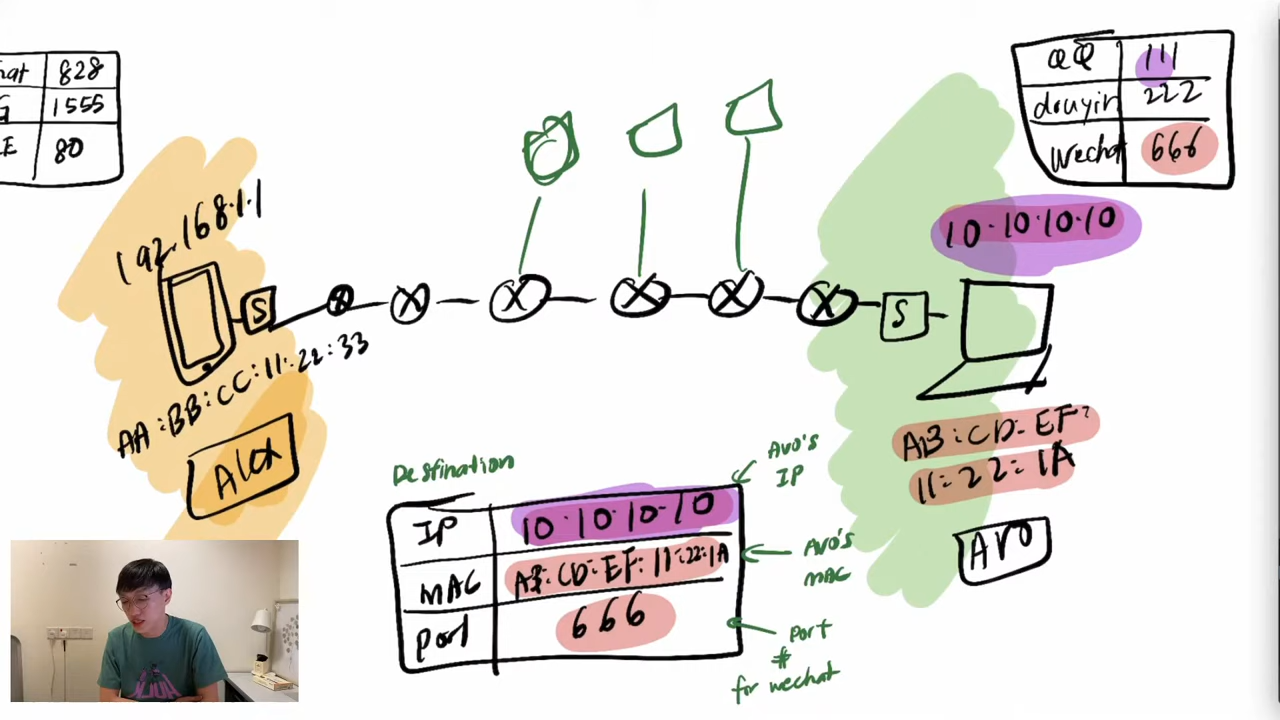 hat 828
G 1555
E 80
QQ 111
douyin 222
wechat 666
192.168.1.1
10.10.10.10
S
X
X
X
X
X
X
S
AA:BB:CC:11:22:33
Alex
AB:CD:EF:
11:22:1A
Avo
Destination
Avo's
IP
IP 10.10.10.10
MAC AB:CD:EF:11:22:1A
Avo's
MAC
Port 666
Port
#
for wechat